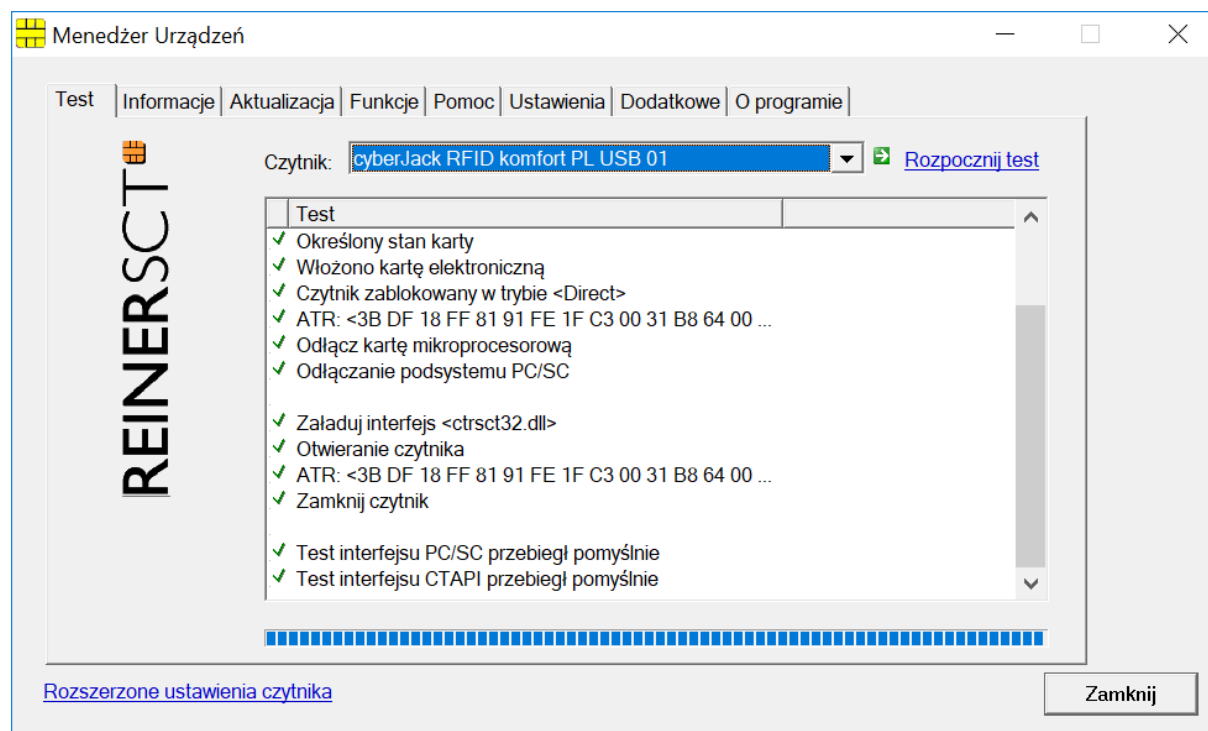 Menedżer Urządzeń
Test Informacje Aktualizacja Funkcje Pomoc Ustawienia Dodatkowe O programie
REINERSCT
Czytnik: cyberJack RFID komfort PL USB 01 Rozpocznij test
Test
Określony stan karty
Włożono kartę elektroniczną
Czytnik zablokowany w trybie <Direct>
ATR: <3B DF 18 FF 81 91 FE 1F C3 00 31 B8 64 00 ...
Odłącz kartę mikroprocesorową
Odłączanie podsystemu PC/SC
Załaduj interfejs <ctrsct32.dll>
Otwieranie czytnika
ATR: <3B DF 18 FF 81 91 FE 1F C3 00 31 B8 64 00 ...
Zamknij czytnik
Test interfejsu PC/SC przebiegł pomyślnie
Test interfejsu CTAPI przebiegł pomyślnie
Rozszerzone ustawienia czytnika
Zamknij